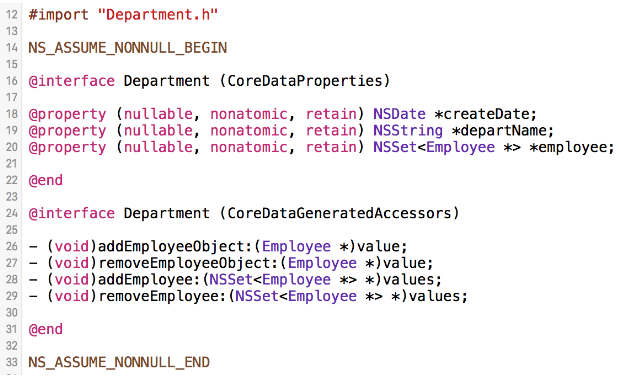 12 #import "Department.h"
13
14 NS_ASSUME_NONNULL_BEGIN
15
16 @interface Department (CoreDataProperties)
17
18 @property (nullable, nonatomic, retain) NSDate *createDate;
19 @property (nullable, nonatomic, retain) NSString *departName;
20 @property (nullable, nonatomic, retain) NSSet<Employee *> *employee;
21
22 @end
23
24 @interface Department (CoreDataGeneratedAccessors)
25
26 - (void)addEmployeeObject:(Employee *)value;
27 - (void)removeEmployeeObject:(Employee *)value;
28 - (void)addEmployee:(NSSet<Employee *> *)values;
29 - (void)removeEmployee:(NSSet<Employee *> *)values;
30
31 @end
32
33 NS_ASSUME_NONNULL_END